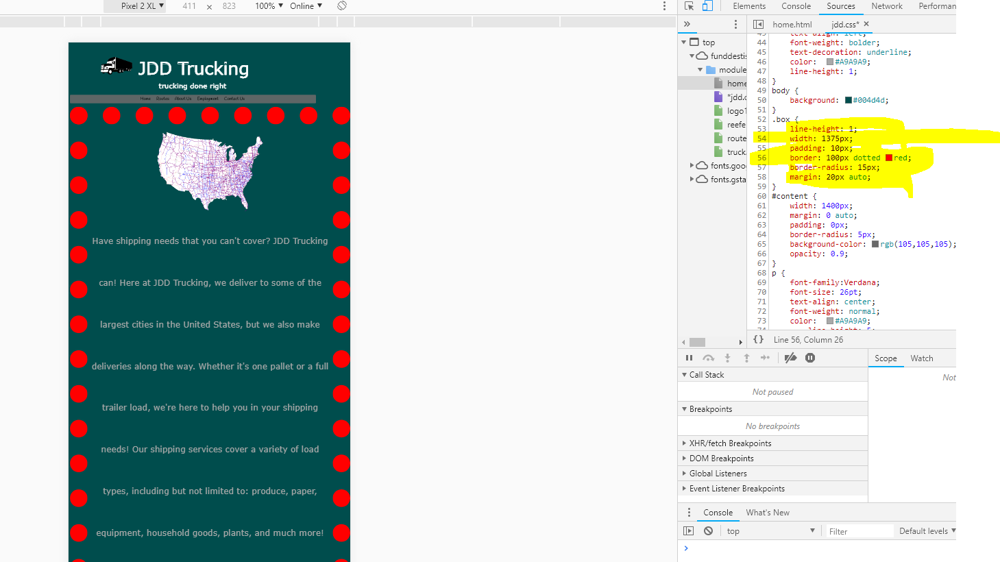 Pixel 2 XL ▼ 411 x 823 100% ▼ Online ▼
Elements Console Sources Network Performan
home.html jdd.css* ×
top
funddestis
module
home
*jdd.c
logo1
reefe
route
truck.
fonts.goo
fonts.gsta
43 text-align: left;
44 font-weight: bolder;
45 text-decoration: underline;
46 color: #A9A9A9;
47 line-height: 1;
48 }
49 body {
50 background: #004d4d;
51 }
52 .box {
53 line-height: 1;
54 width: 1375px;
55 padding: 10px;
56 border: 100px dotted red;
57 border-radius: 15px;
58 margin: 20px auto;
59 }
60 #content {
61 width: 1400px;
62 margin: 0 auto;
63 padding: 0px;
64 border-radius: 5px;
65 background-color: rgb(105,105,105);
66 opacity: 0.9;
67 }
68 p {
69 font-family:Verdana;
70 font-size: 26pt;
71 text-align: center;
72 font-weight: normal;
73 color: #A9A9A9;
74 line-height: 5;
{} Line 56, Column 26
JDD Trucking
trucking done right
Home Routes About Us Employment Contact Us
Have shipping needs that you can't cover? JDD Trucking
can! Here at JDD Trucking, we deliver to some of the
largest cities in the United States, but we also make
deliveries along the way. Whether it's one pallet or a full
trailer load, we're here to help you in your shipping
needs! Our shipping services cover a variety of load
types, including but not limited to: produce, paper,
equipment, household goods, plants, and much more!
Scope Watch
Not
Call Stack
Not paused
Breakpoints
No breakpoints
XHR/fetch Breakpoints
DOM Breakpoints
Global Listeners
Event Listener Breakpoints
Console What's New
top ▼ Filter Default levels ▼